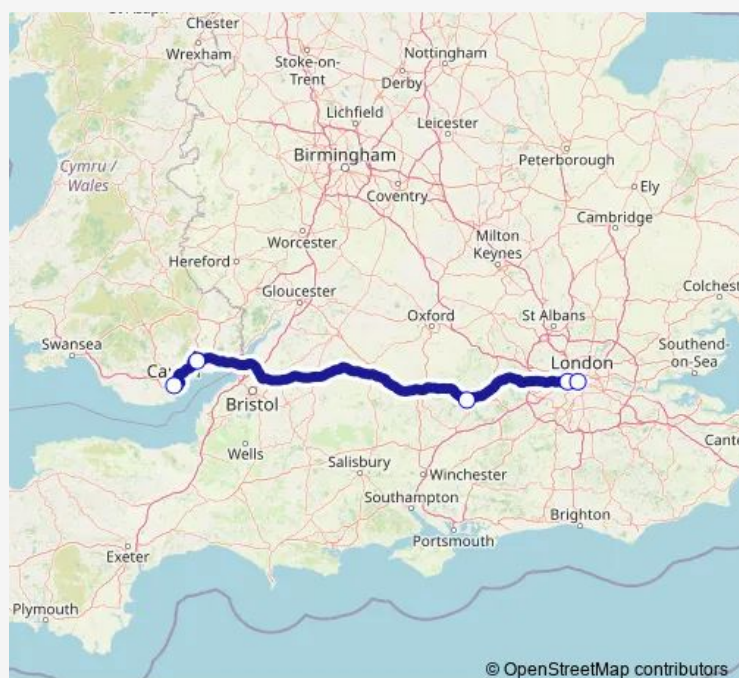 Chester
Wrexham
Stoke-on-
Trent
Nottingham
Derby
Lichfield
Leicester
Birmingham
Coventry
Peterborough
Ely
Cambridge
Cymru /
Wales
Worcester
Hereford
Gloucester
Milton
Keynes
Oxford
St Albans
Colchest
Southend-
on-Sea
Swansea
London
Bristol
Wells
Salisbury
Winchester
Southampton
Portsmouth
Brighton
Cante
Exeter
Plymouth
© OpenStreetMap contributors